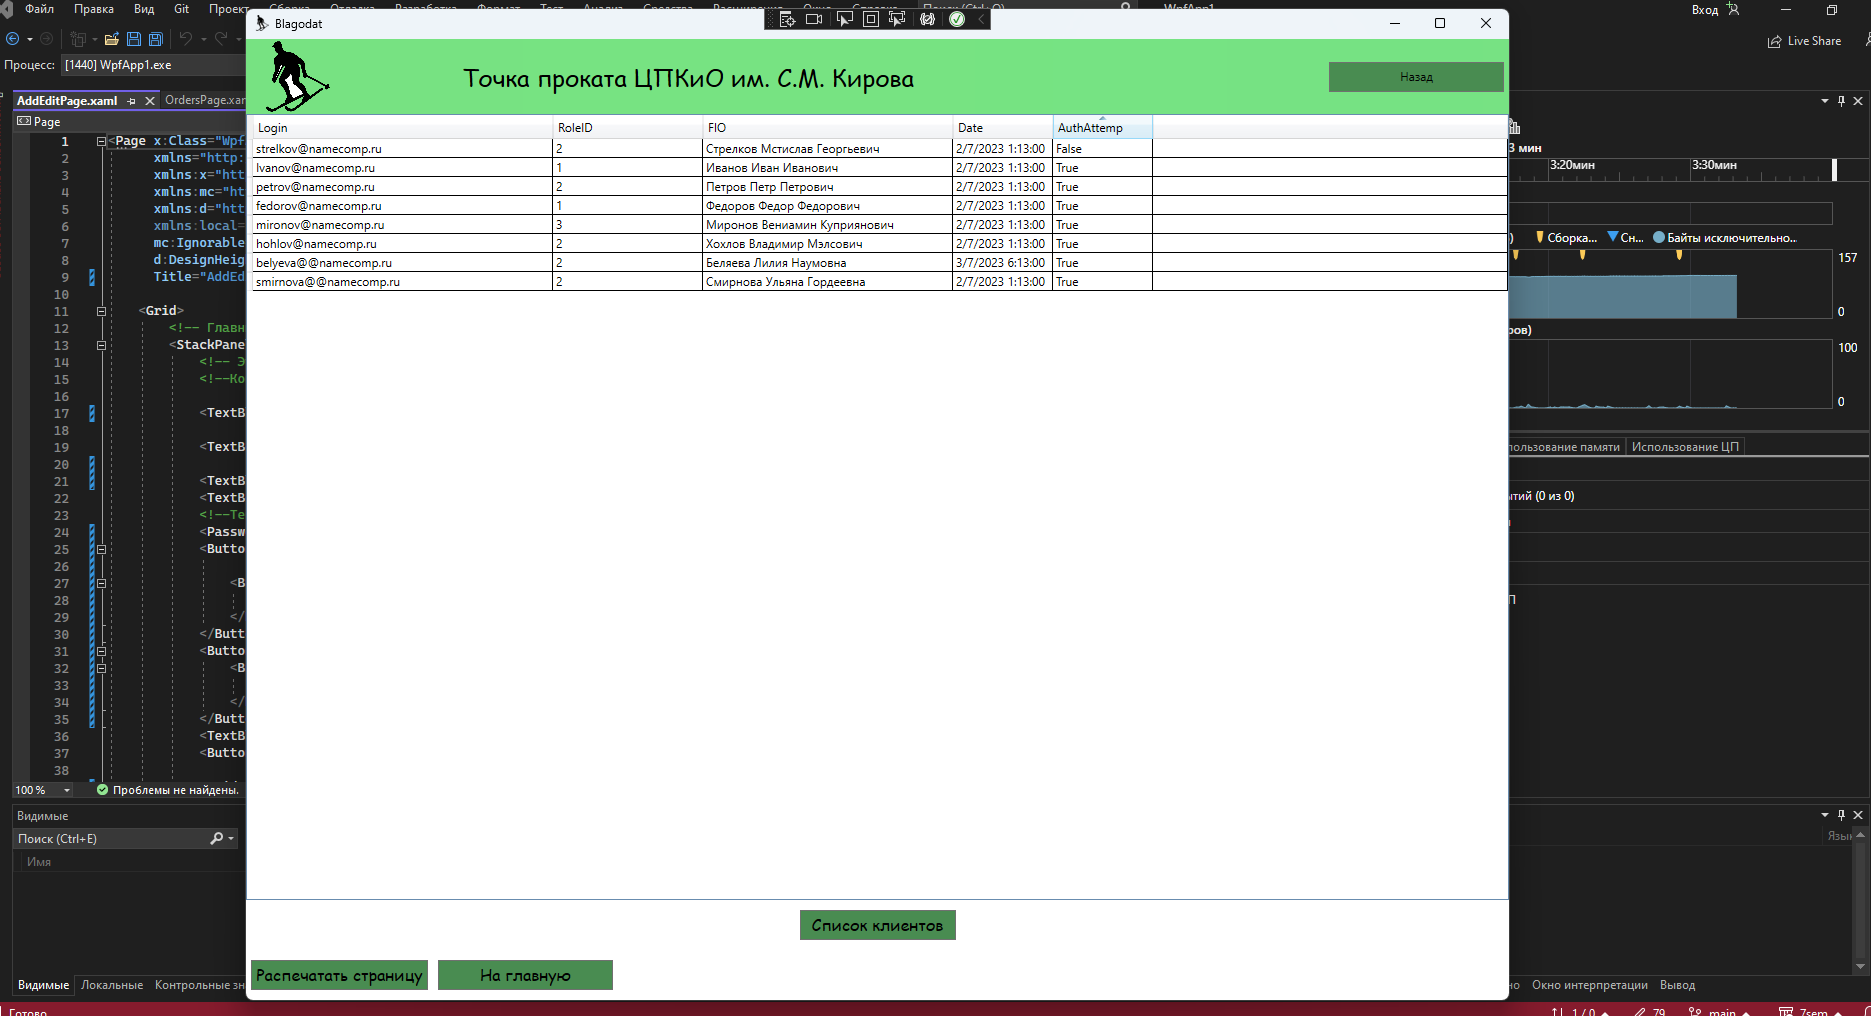 Файл Правка Вид Git
Вход
Live Share
Процесс: [1440] WpfApp1.exe
AddEditPage.xaml
Page
1 <Page x:Class="Wpf
2 xmlns="http:
3 xmlns:x="ht
4 xmlns:mc="h
5 xmlns:d="htt
6 xmlns:local=
7 mc:Ignorable
8 d:DesignHeig
9 Title="AddEd
10
11 <Grid>
12 <!-- Главн
13 <StackPane
14 <!-- Э
15 <!--Ко
16
17 <TextB
18
19 <TextB
20
21 <TextB
22 <TextB
23 <!--Те
24 <Passw
25 <Butto
26
27 <B
28
29 </
30 </Butt
31 <Butto
32 <B
33
34 </
35 </Butt
36 <TextB
37 <Butto
38
100 % Проблемы не найдены.
Видимые
Поиск (Ctrl+E)
Имя
Видимые Локальные Контрольные зн
Готово
Blagodat
Точка проката ЦПКиО им. С.М. Кирова
Назад
Login RoleID FIO Date AuthAttemp
strelkov@namecomp.ru 2 Стрелков Мстислав Георгьевич 2/7/2023 1:13:00 False
Ivanov@namecomp.ru 1 Иванов Иван Иванович 2/7/2023 1:13:00 True
petrov@namecomp.ru 2 Петров Петр Петрович 2/7/2023 1:13:00 True
fedorov@namecomp.ru 1 Федоров Федор Федорович 2/7/2023 1:13:00 True
mironov@namecomp.ru 3 Миронов Вениамин Куприянович 2/7/2023 1:13:00 True
hohlov@namecomp.ru 2 Хохлов Владимир Мэлсович 2/7/2023 1:13:00 True
belyeva@@namecomp.ru 2 Беляева Лилия Наумовна 3/7/2023 6:13:00 True
smirnova@@namecomp.ru 2 Смирнова Ульяна Гордеевна 2/7/2023 1:13:00 True
Список клиентов
Распечатать страницу На главную
3 мин
3:20мин 3:30мин
Сборка... Сн... Байты исключительно...
157
0
ров)
100
0
пользование памяти Использование ЦП
ытий (0 из 0)
Язык
но Окно интерпретации Вывод
1 / 0 79 main 7sem